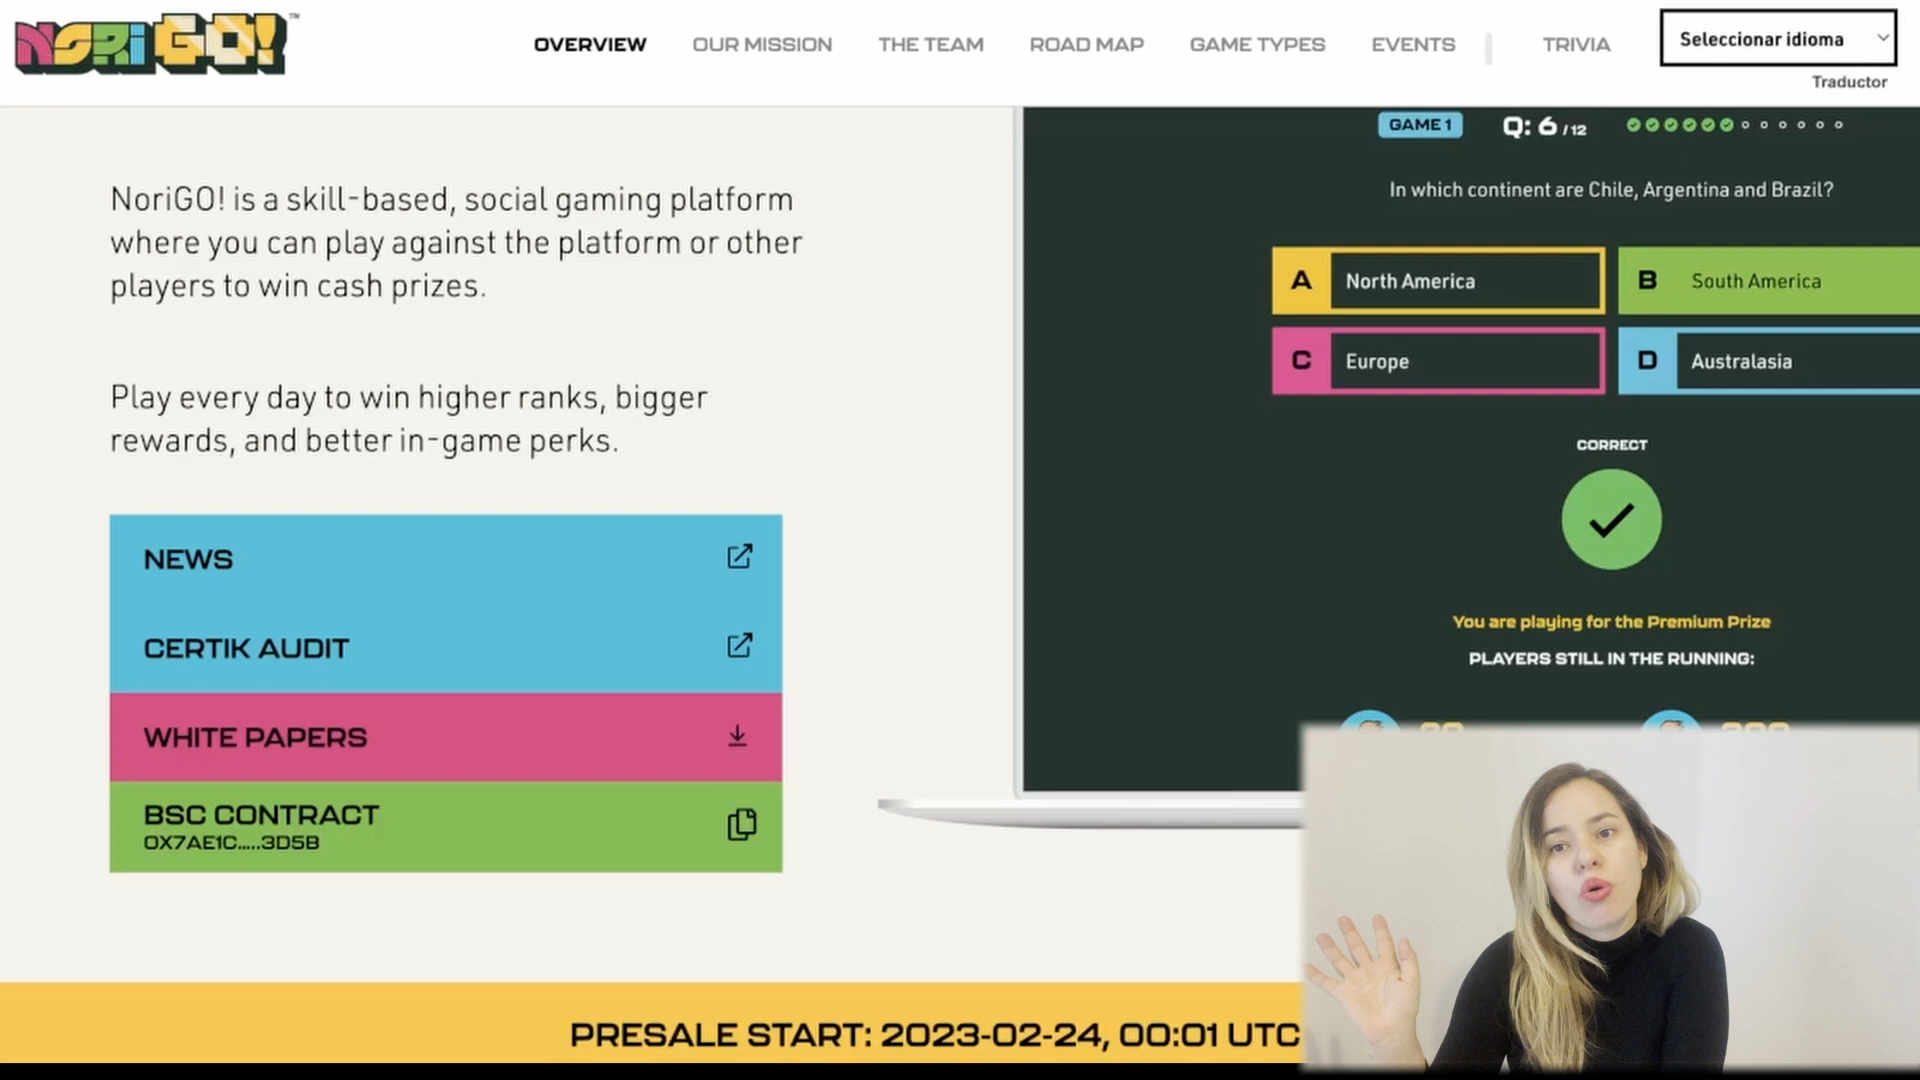 NORiGO!™
OVERVIEW
OUR MISSION
THE TEAM
ROAD MAP
GAME TYPES
EVENTS
TRIVIA
Seleccionar idioma
Traductor
NoriGO! is a skill-based, social gaming platform
where you can play against the platform or other
players to win cash prizes.
Play every day to win higher ranks, bigger
rewards, and better in-game perks.
NEWS
CERTIK AUDIT
WHITE PAPERS
BSC CONTRACT
0X7AE1C.....3D5B
GAME 1
Q: 6 / 12
In which continent are Chile, Argentina and Brazil?
A North America
B South America
C Europe
D Australasia
CORRECT
You are playing for the Premium Prize
PLAYERS STILL IN THE RUNNING:
PRESALE START: 2023-02-24, 00:01 UTC